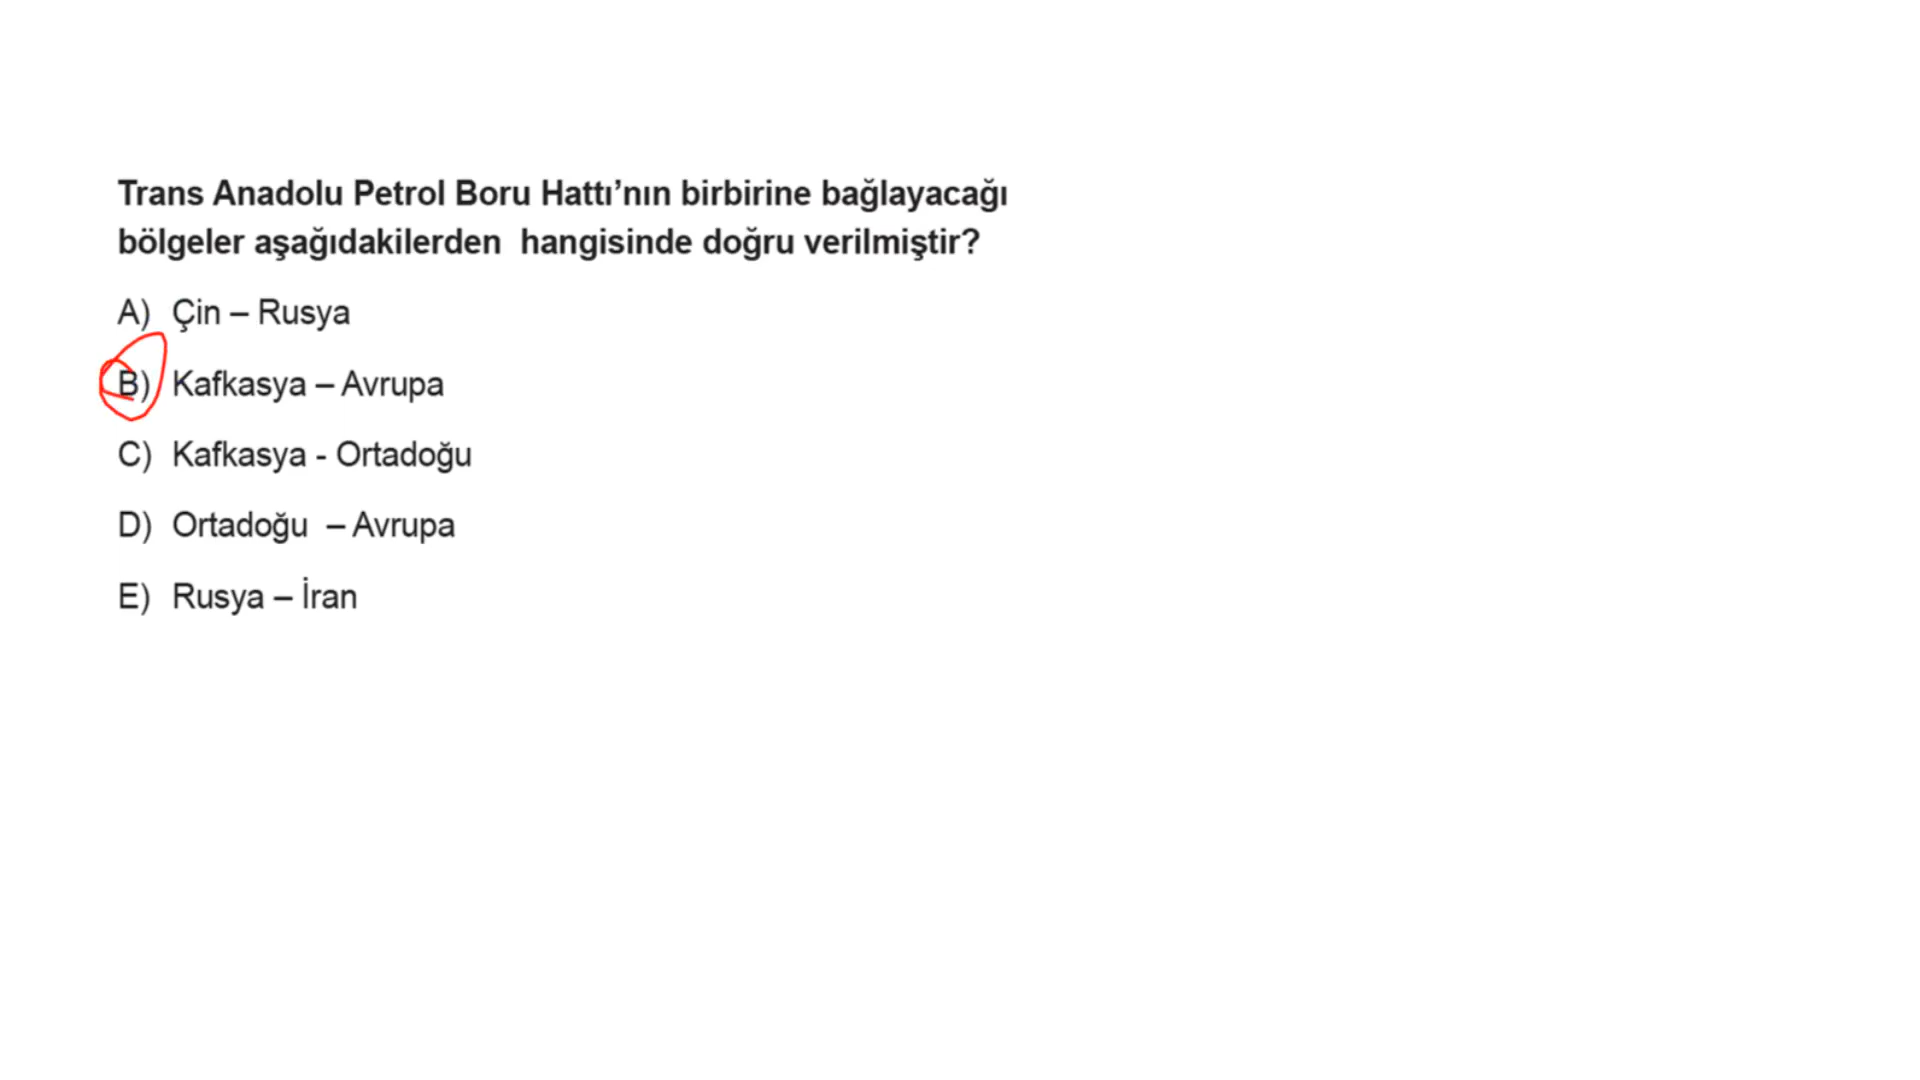 Trans Anadolu Petrol Boru Hattı’nın birbirine bağlayacağı
bölgeler aşağıdakilerden hangisinde doğru verilmiştir?
A) Çin – Rusya
B) Kafkasya – Avrupa
C) Kafkasya - Ortadoğu
D) Ortadoğu – Avrupa
E) Rusya – İran